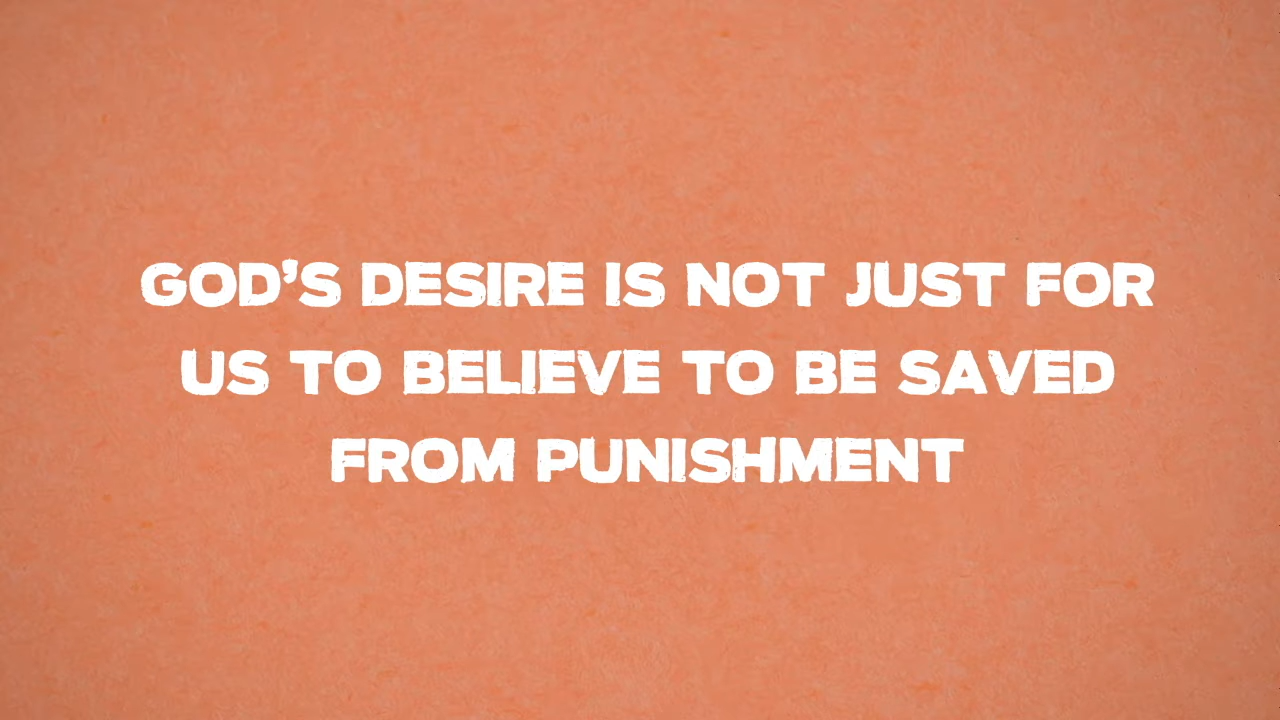 GOD'S DESIRE IS NOT JUST FOR
US TO BELIEVE TO BE SAVED
FROM PUNISHMENT